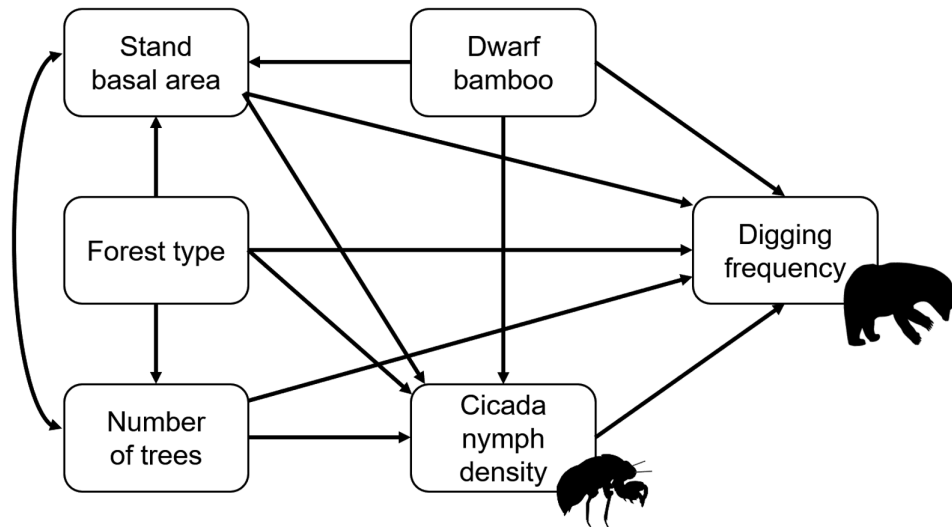 Stand
basal area
Dwarf
bamboo
Forest type
Digging
frequency
Number
of trees
Cicada
nymph
density